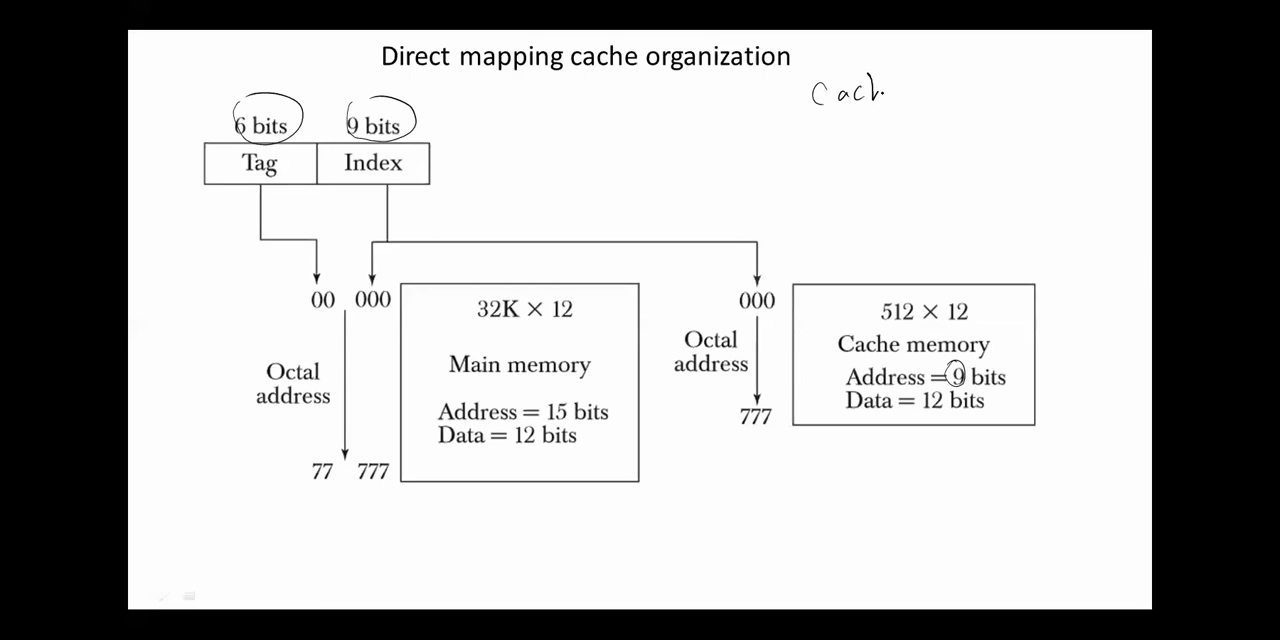 Direct mapping cache organization
Cach
6 bits 9 bits
Tag Index
00 000
000
32K × 12
Main memory
Address = 15 bits
Data = 12 bits
Octal
address
77 777
Octal
address
777
512 × 12
Cache memory
Address = 9 bits
Data = 12 bits